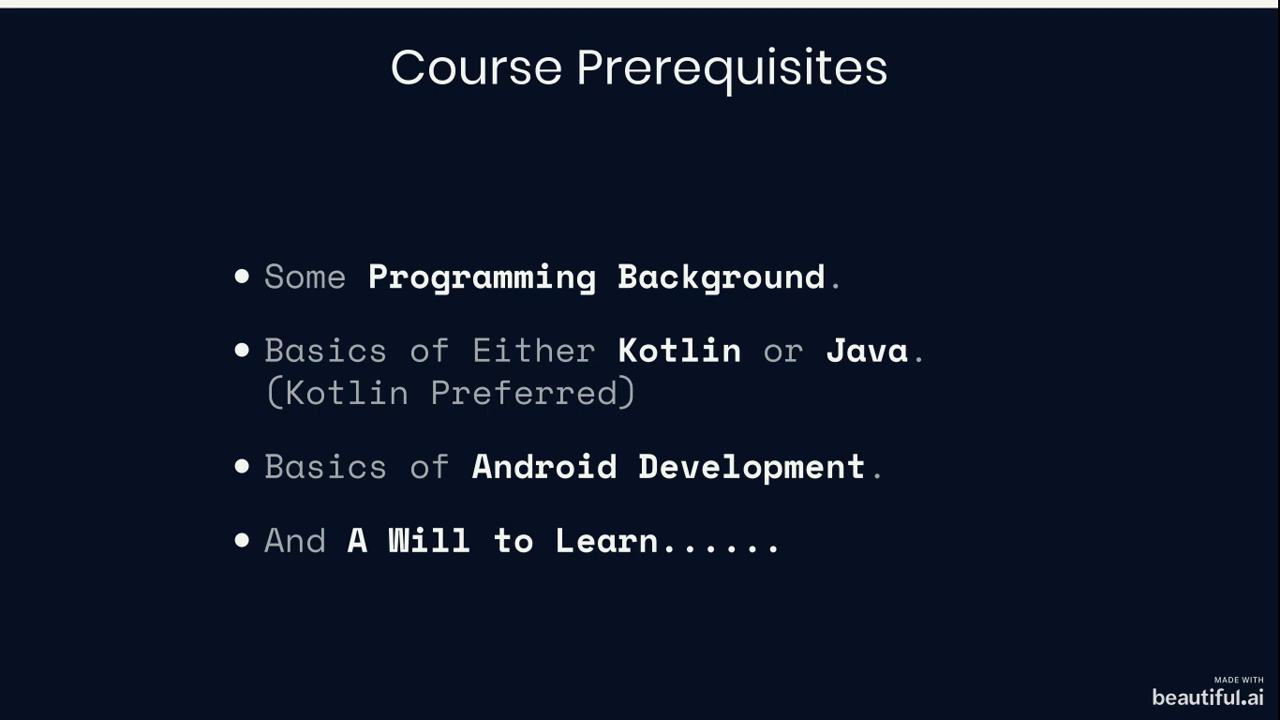 Course Prerequisites
Some Programming Background.
Basics of Either Kotlin or Java.
(Kotlin Preferred)
Basics of Android Development.
And A Will to Learn......
MADE WITH
beautiful.ai